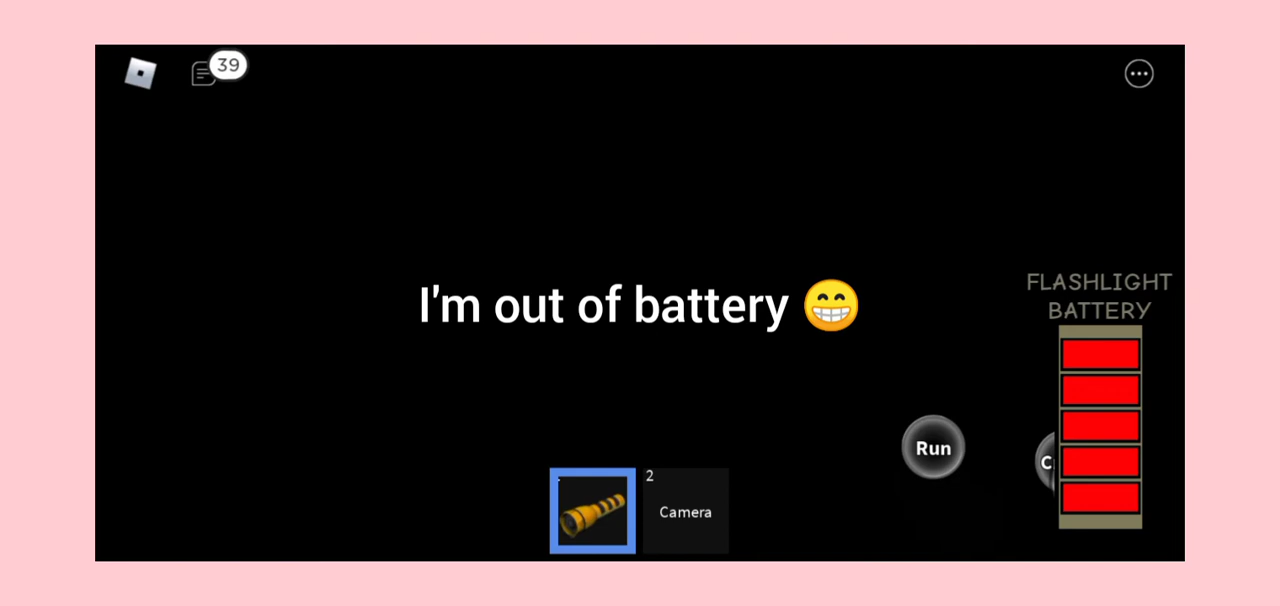 39
I'm out of battery 😁
FLASHLIGHT
BATTERY
Run
C
2
Camera